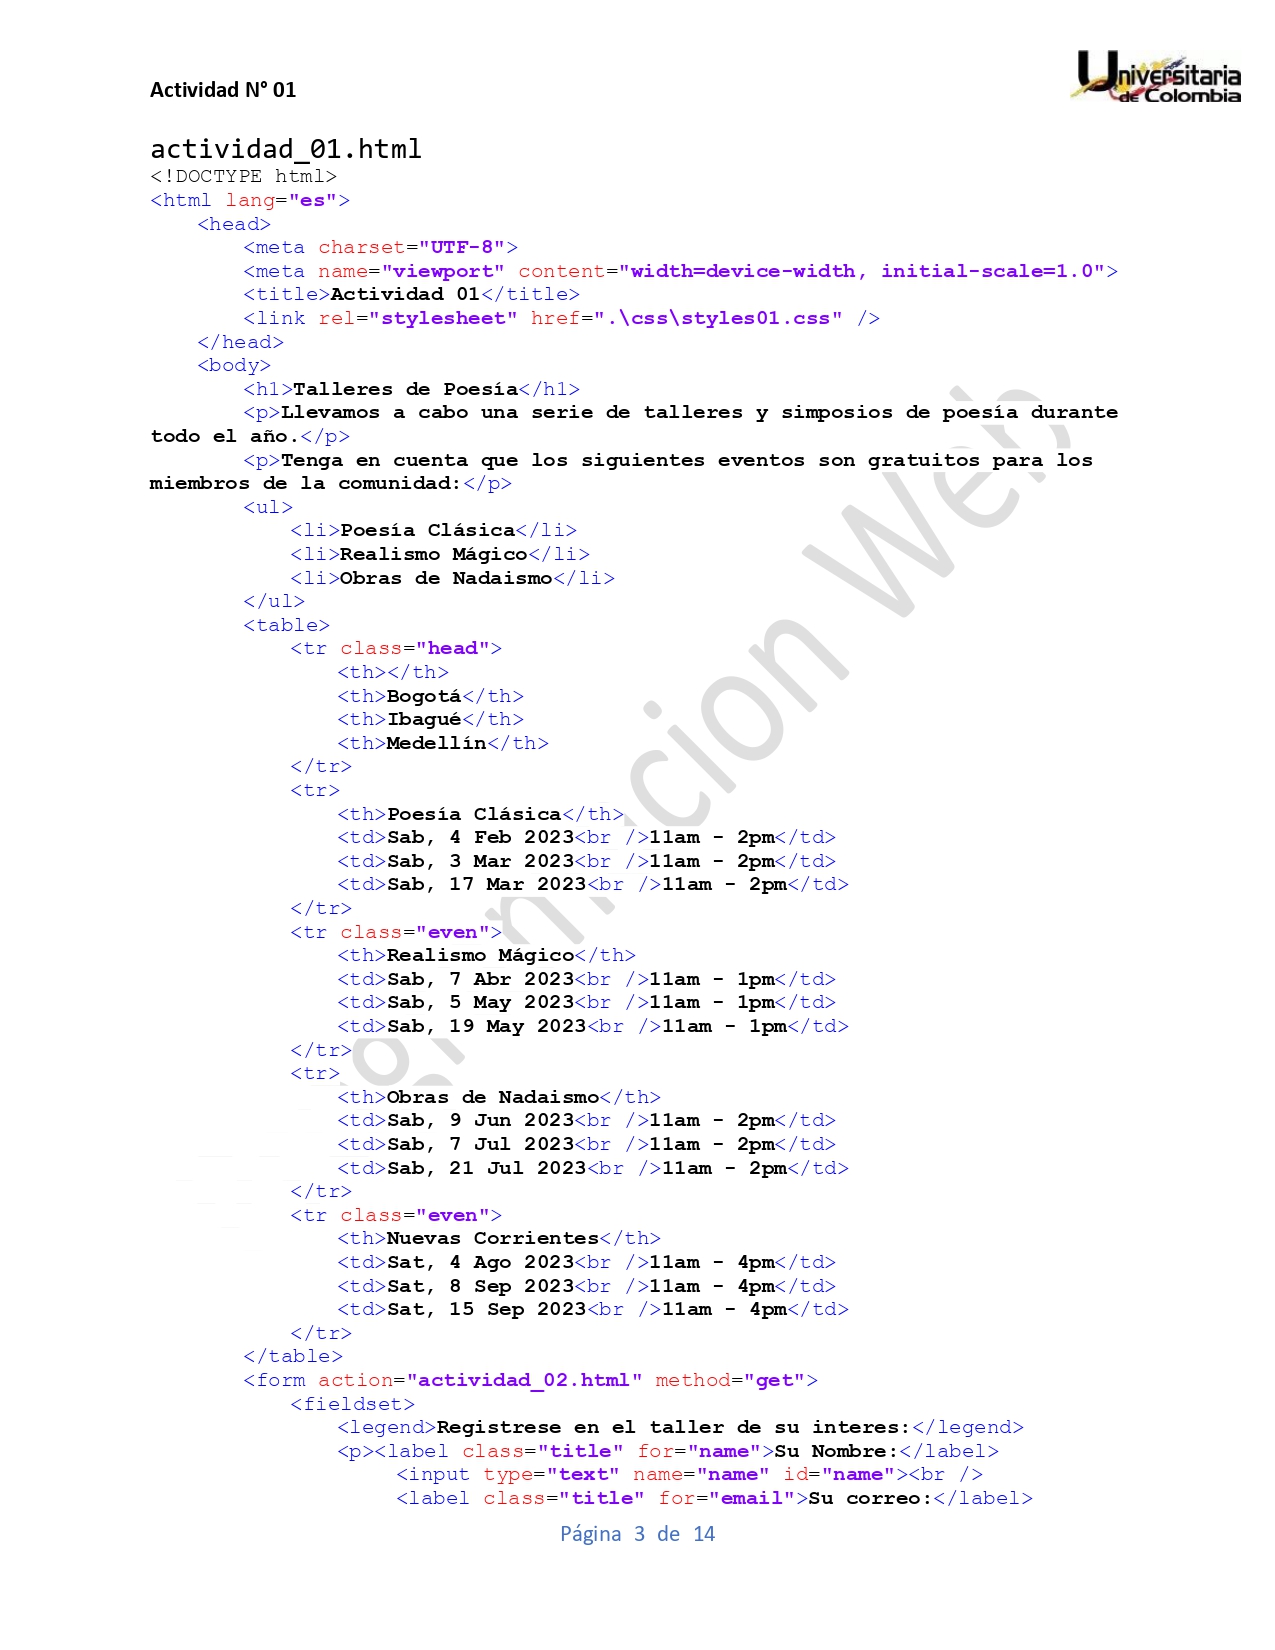 Actividad N° 01
Universitaria
de Colombia
actividad_01.html
<!DOCTYPE html>
<html lang="es">
<head>
<meta charset="UTF-8">
<meta name="viewport" content="width=device-width, initial-scale=1.0">
<title>Actividad 01</title>
<link rel="stylesheet" href=".\css\styles01.css" />
</head>
<body>
<h1>Talleres de Poesía</h1>
<p>Llevamos a cabo una serie de talleres y simposios de poesía durante
todo el año.</p>
<p>Tenga en cuenta que los siguientes eventos son gratuitos para los
miembros de la comunidad:</p>
<ul>
<li>Poesía Clásica</li>
<li>Realismo Mágico</li>
<li>Obras de Nadaismo</li>
</ul>
<table>
<tr class="head">
<th></th>
<th>Bogotá</th>
<th>Ibagué</th>
<th>Medellín</th>
</tr>
<tr>
<th>Poesía Clásica</th>
<td>Sab, 4 Feb 2023<br />11am - 2pm</td>
<td>Sab, 3 Mar 2023<br />11am - 2pm</td>
<td>Sab, 17 Mar 2023<br />11am - 2pm</td>
</tr>
<tr class="even">
<th>Realismo Mágico</th>
<td>Sab, 7 Abr 2023<br />11am - 1pm</td>
<td>Sab, 5 May 2023<br />11am - 1pm</td>
<td>Sab, 19 May 2023<br />11am - 1pm</td>
</tr>
<tr>
<th>Obras de Nadaismo</th>
<td>Sab, 9 Jun 2023<br />11am - 2pm</td>
<td>Sab, 7 Jul 2023<br />11am - 2pm</td>
<td>Sab, 21 Jul 2023<br />11am - 2pm</td>
</tr>
<tr class="even">
<th>Nuevas Corrientes</th>
<td>Sat, 4 Ago 2023<br />11am - 4pm</td>
<td>Sat, 8 Sep 2023<br />11am - 4pm</td>
<td>Sat, 15 Sep 2023<br />11am - 4pm</td>
</tr>
</table>
<form action="actividad_02.html" method="get">
<fieldset>
<legend>Registrese en el taller de su interes:</legend>
<p><label class="title" for="name">Su Nombre:</label>
<input type="text" name="name" id="name"><br />
<label class="title" for="email">Su correo:</label>
Página 3 de 14
Web